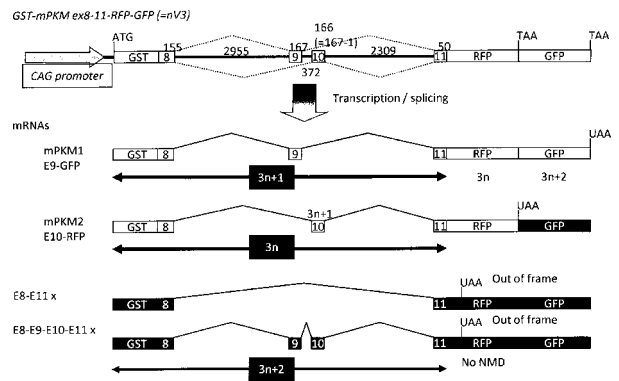 GST-mPKM ex8-11-RFP-GFP (=nV3)
ATG 155 2955 167 166 (=167-1) 2309 50 TAA TAA
GST 8 9 10 11 RFP GFP
CAG promoter
372
Transcription / splicing
mRNAs
UAA
mPKM1
E9-GFP
GST 8 9 11 RFP GFP
3n+1 3n 3n+2
UAA
mPKM2
E10-RFP
3n+1
GST 8 10 11 RFP GFP
3n
UAA Out of frame
E8-E11 x
GST 8 11 RFP GFP
UAA Out of frame
E8-E9-E10-E11 x
GST 8 9 10 11 RFP GFP
3n+2
No NMD